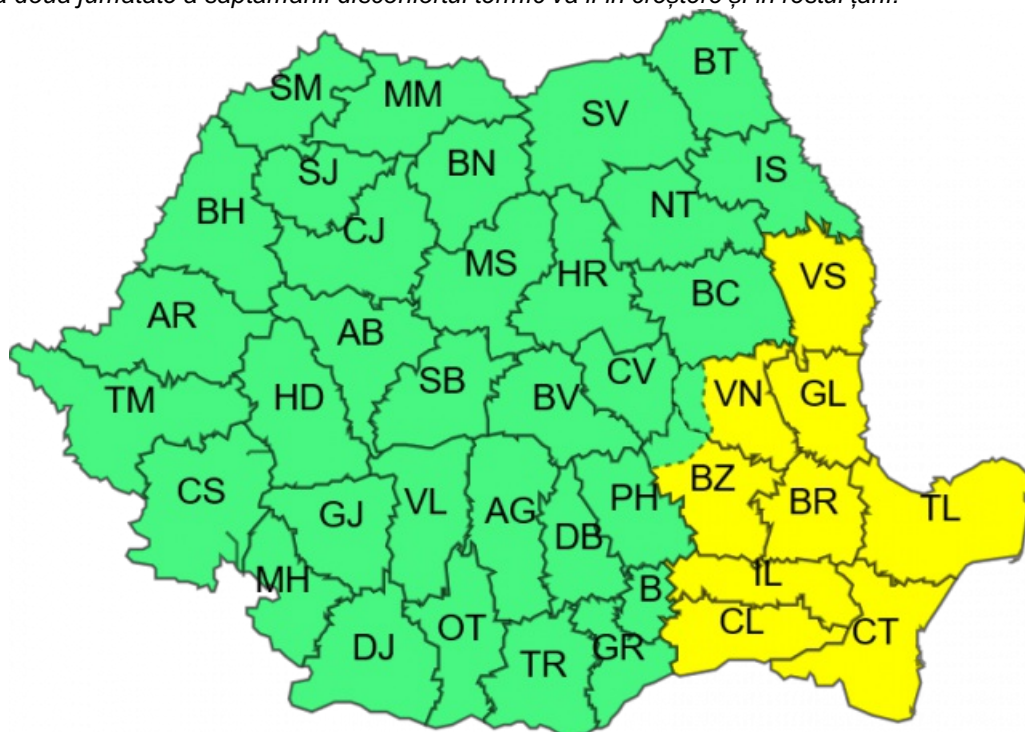 a doua jumătate a săptămânii disconfortul termic va fi în creștere și în restul țării.
BT
SM
MM
SV
BN
IS
SJ
NT
BH
CJ
MS
HR
VS
BC
AR
AB
CV
SB
TM
HD
BV
VN
GL
CS
BZ
PH
VL
BR
TL
GJ
AG
DB
MH
IL
B
CL
OT
CT
DJ
GR
TR